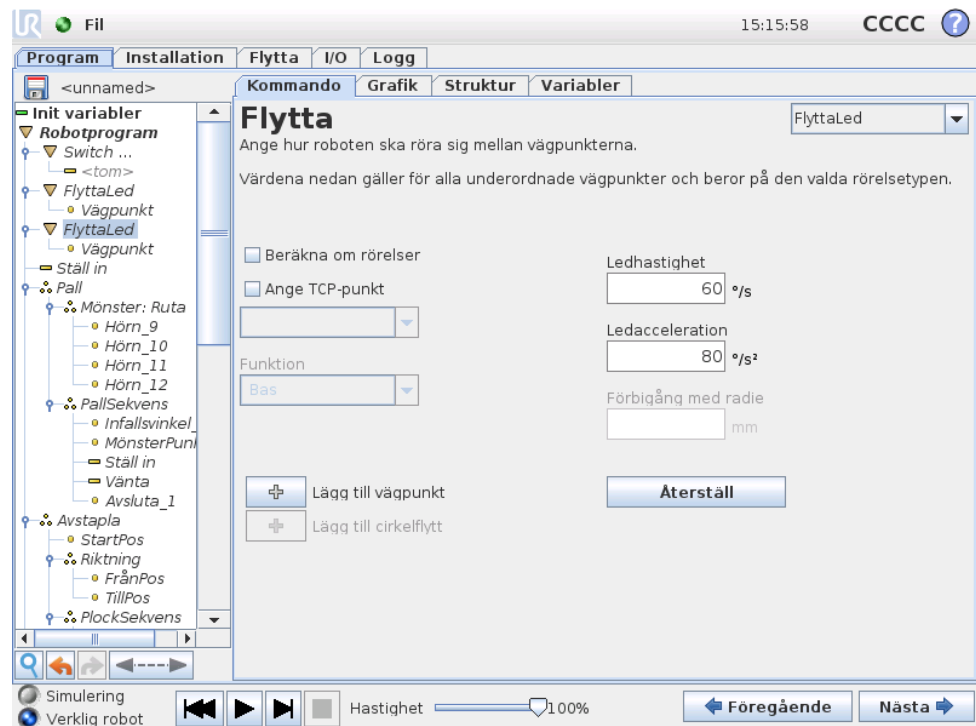 UR Fil 15:15:58 CCCC ?
Program Installation Flytta I/O Logg
<unnamed>
Kommando Grafik Struktur Variabler
Init variabler
Robotprogram
Switch ...
<tom>
FlyttaLed
Vägpunkt
FlyttaLed
Vägpunkt
Ställ in
Pall
Mönster: Ruta
Hörn_9
Hörn_10
Hörn_11
Hörn_12
PallSekvens
Infallsvinkel_
MönsterPun
Ställ in
Vänta
Avsluta_1
Avstapla
StartPos
Riktning
FrånPos
TillPos
PlockSekvens
Flytta
FlyttaLed
Ange hur roboten ska röra sig mellan vägpunkterna.
Värdena nedan gäller för alla underordnade vägpunkter och beror på den valda rörelsetypen.
Beräkna om rörelser
Ange TCP-punkt
Funktion
Bas
Ledhastighet
60 °/s
Ledacceleration
80 °/s²
Förbigång med radie
mm
Lägg till vägpunkt
Lägg till cirkelflytt
Återställ
Simulering
Verklig robot
Hastighet 100%
Föregående Nästa